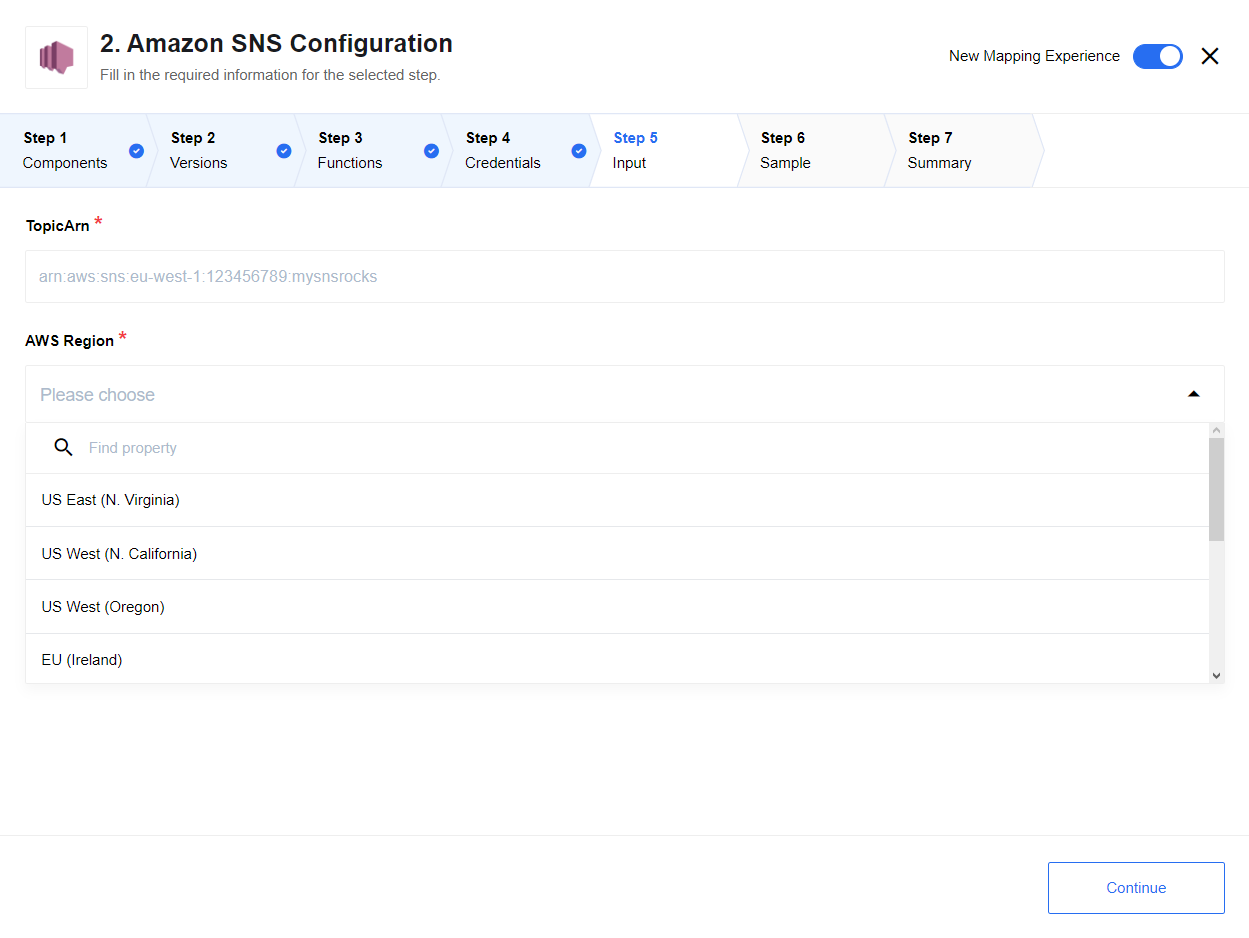 2. Amazon SNS Configuration
Fill in the required information for the selected step.
New Mapping Experience
Step 1
Components
Step 2
Versions
Step 3
Functions
Step 4
Credentials
Step 5
Input
Step 6
Sample
Step 7
Summary
TopicArn *
arn:aws:sns:eu-west-1:123456789:mysnsrocks
AWS Region *
Please choose
Find property
US East (N. Virginia)
US West (N. California)
US West (Oregon)
EU (Ireland)
Continue